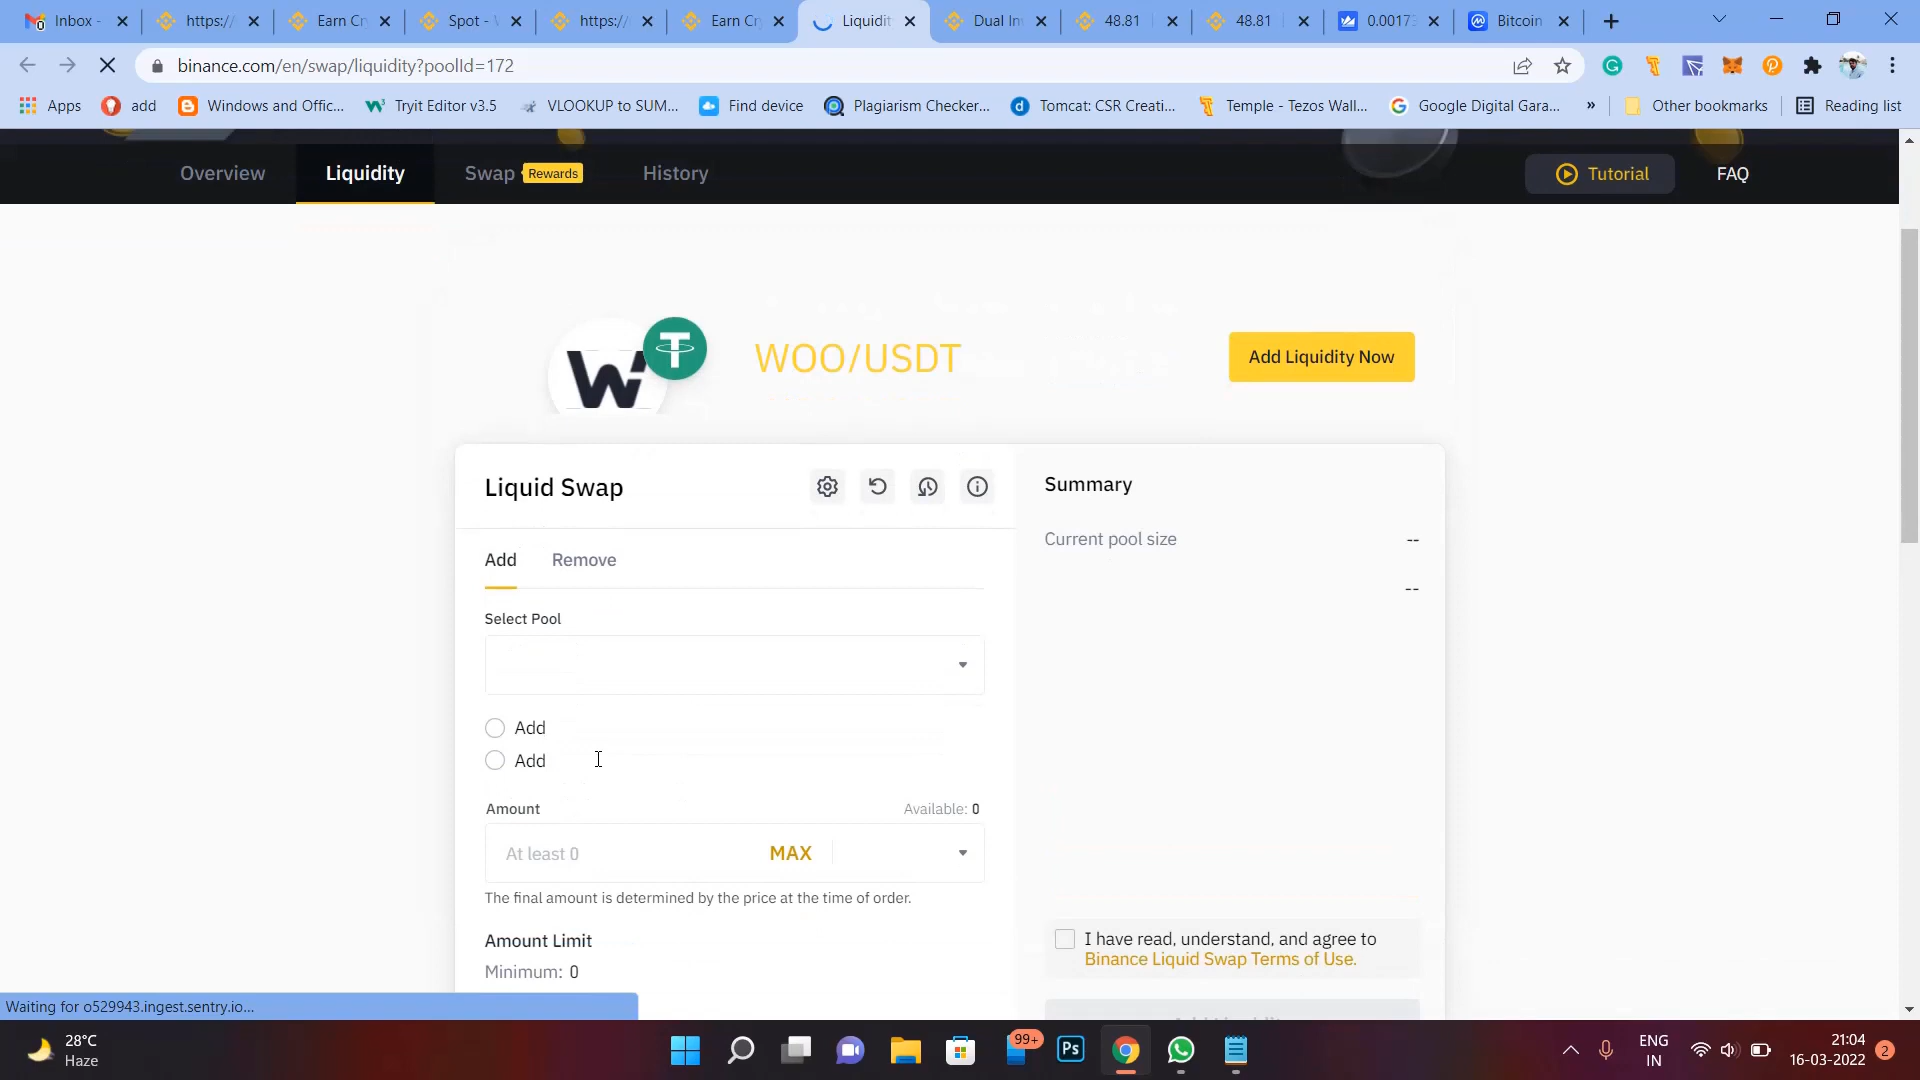 Inbox -
https://
Earn Cr
Spot - W
https://
Earn Cr
Liquidit
Dual In
48.81
48.81
0.00173
Bitcoin
binance.com/en/swap/liquidity?poolId=172
Apps
add
Windows and Offic...
Tryit Editor v3.5
VLOOKUP to SUM...
Find device
Plagiarism Checker...
Tomcat: CSR Creati...
Temple - Tezos Wall...
Google Digital Gara...
»
Other bookmarks
Reading list
Overview
Liquidity
Swap Rewards
History
Tutorial
FAQ
WOO/USDT
Add Liquidity Now
Liquid Swap
Summary
Current pool size --
--
Add
Remove
Select Pool
Add
Add
Amount
Available: 0
At least 0
MAX
The final amount is determined by the price at the time of order.
Amount Limit
Minimum: 0
I have read, understand, and agree to
Binance Liquid Swap Terms of Use.
Waiting for o529943.ingest.sentry.io...
28°C
Haze
99+
Ps
ENG
IN
21:04
16-03-2022
2